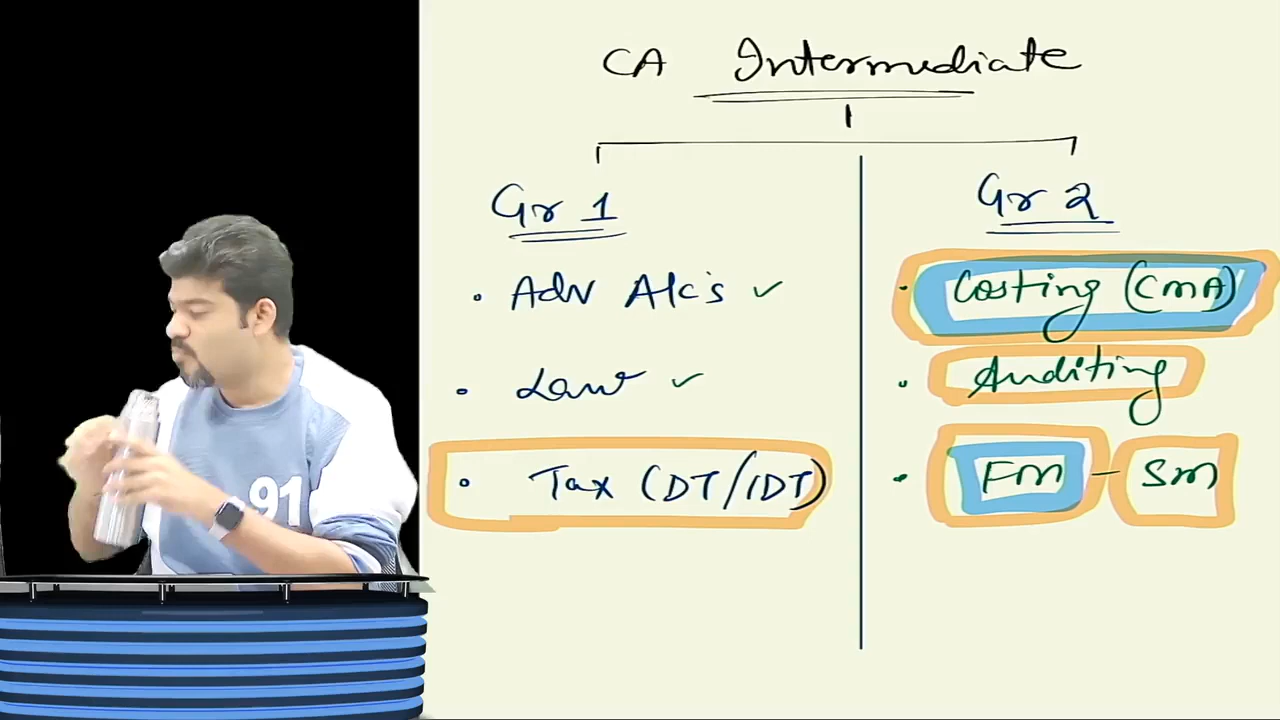 CA Intermediate
Gr 1
• Adv A/c's ✓
• Law ✓
• Tax (DT/IDT)
Gr 2
• Costing (CMA)
• Auditing
• FM - SM
91